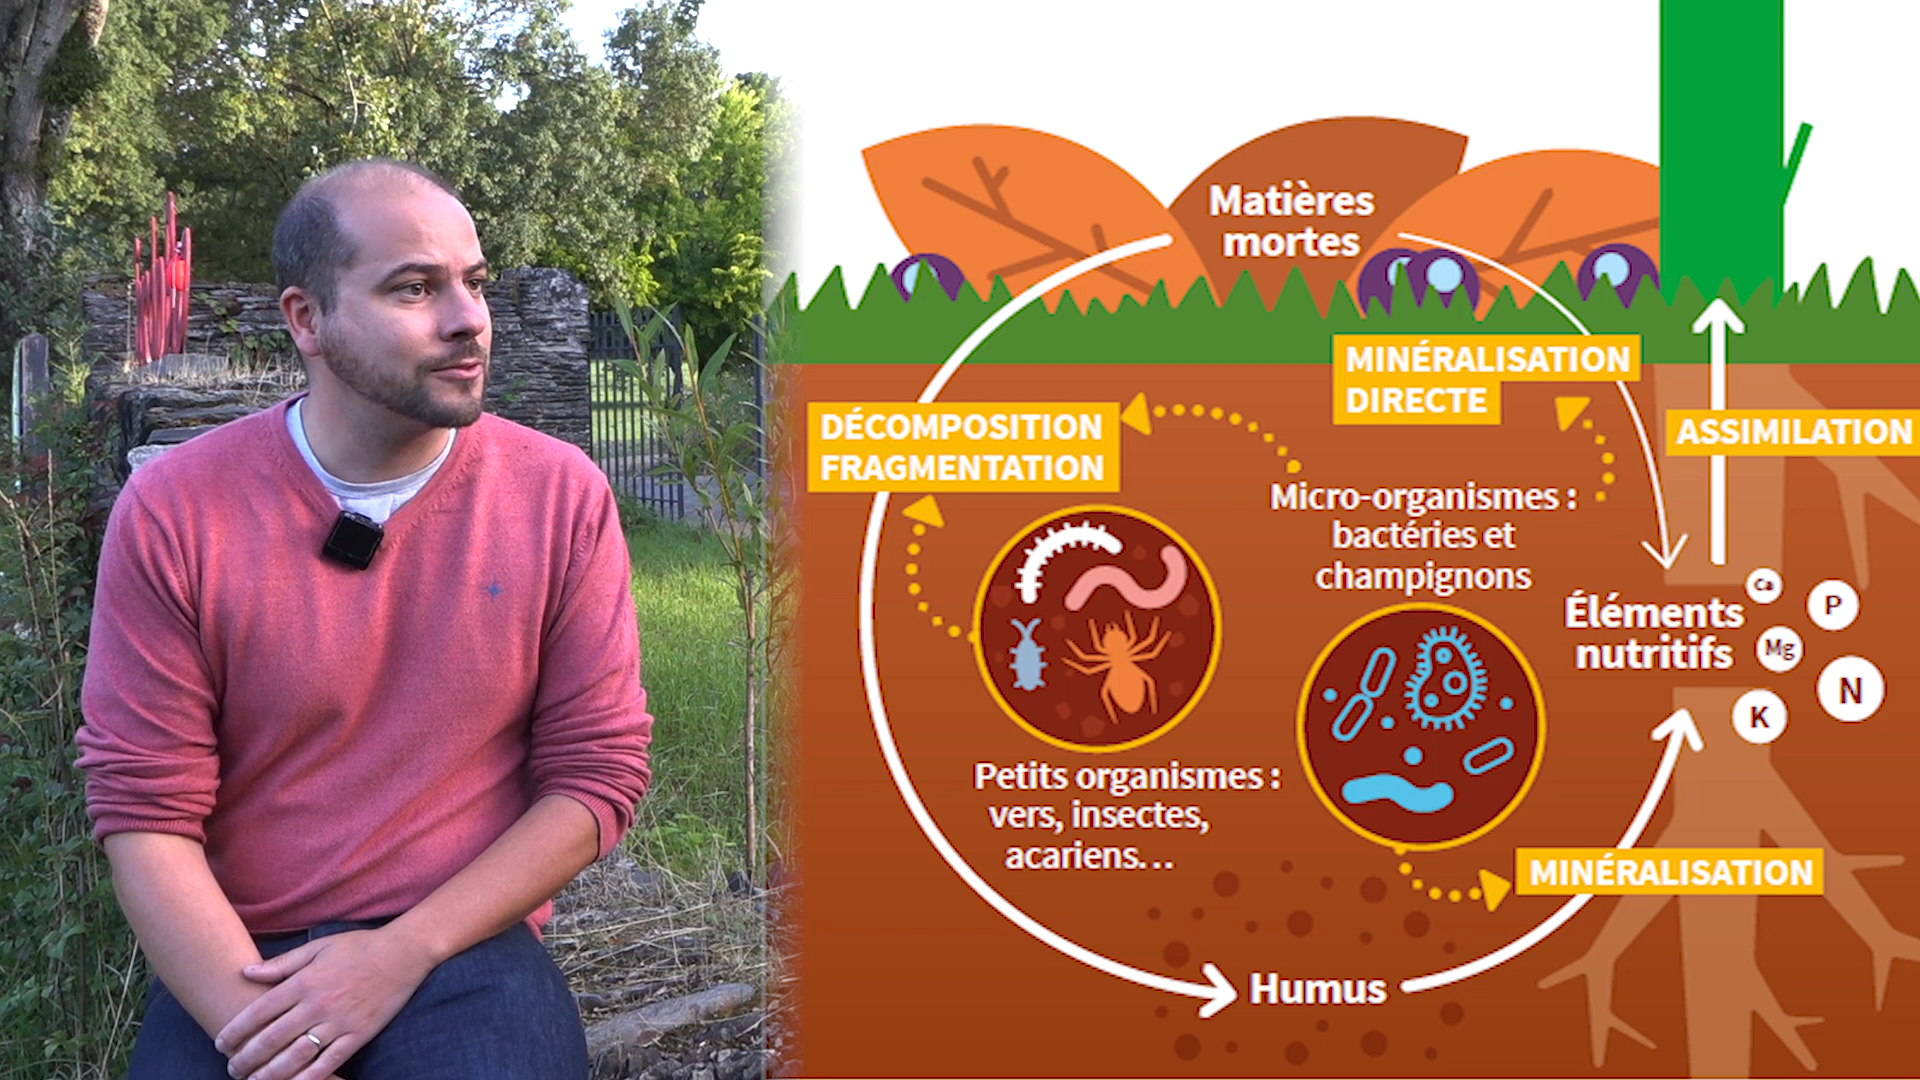 Matières
mortes
MINÉRALISATION
DIRECTE
DÉCOMPOSITION
FRAGMENTATION
ASSIMILATION
Micro-organismes :
bactéries et
champignons
Éléments
nutritifs
Ca
P
Mg
N
K
Petits organismes :
vers, insectes,
acariens...
MINÉRALISATION
Humus